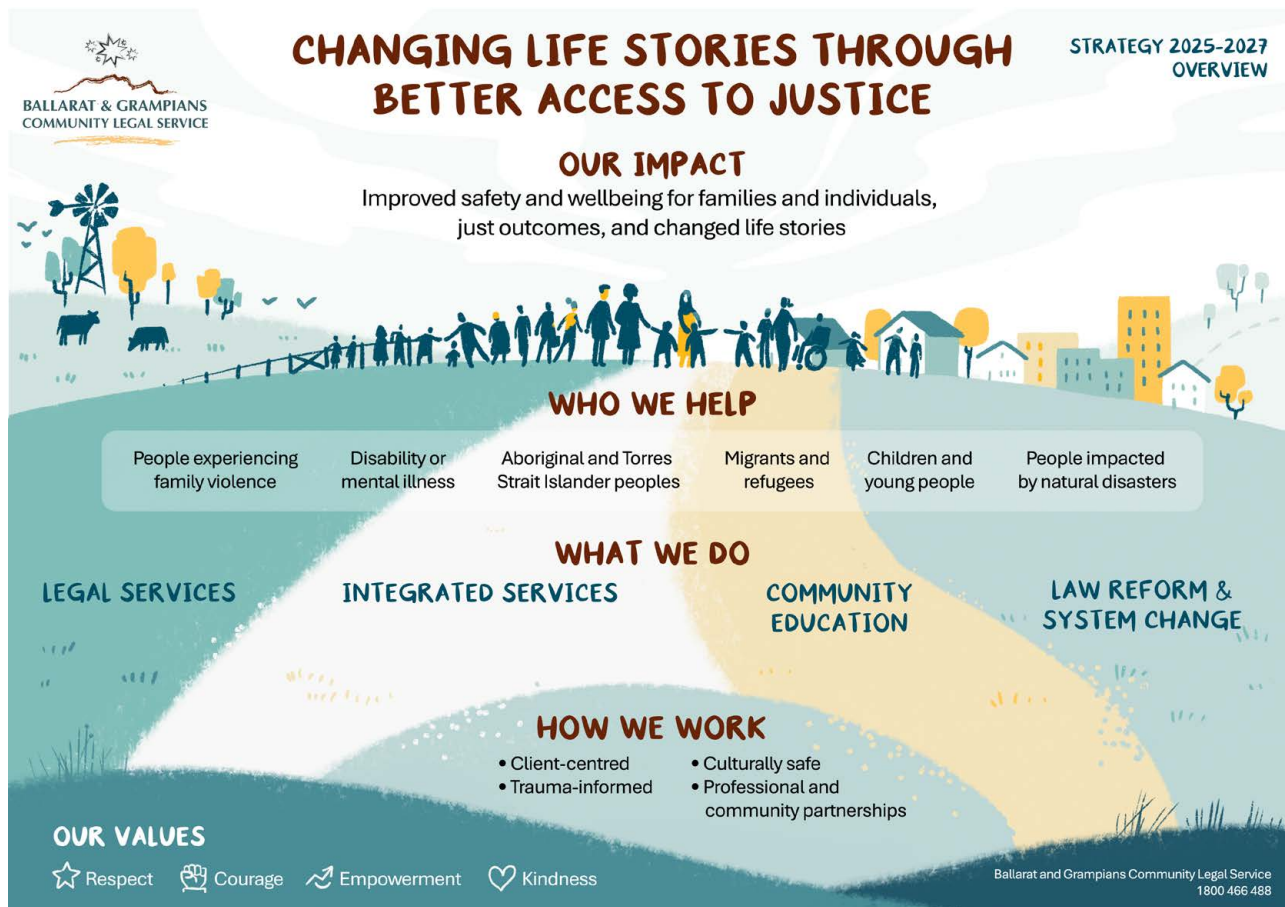 BALLARAT & GRAMPIANS
COMMUNITY LEGAL SERVICE
CHANGING LIFE STORIES THROUGH
BETTER ACCESS TO JUSTICE
STRATEGY 2025-2027
OVERVIEW
OUR IMPACT
Improved safety and wellbeing for families and individuals,
just outcomes, and changed life stories
WHO WE HELP
People experiencing
family violence
Disability or
mental illness
Aboriginal and Torres
Strait Islander peoples
Migrants and
refugees
Children and
young people
People impacted
by natural disasters
WHAT WE DO
LEGAL SERVICES
INTEGRATED SERVICES
COMMUNITY
EDUCATION
LAW REFORM &
SYSTEM CHANGE
HOW WE WORK
• Client-centred
• Trauma-informed
• Culturally safe
• Professional and
community partnerships
OUR VALUES
Respect
Courage
Empowerment
Kindness
Ballarat and Grampians Community Legal Service
1800 466 488